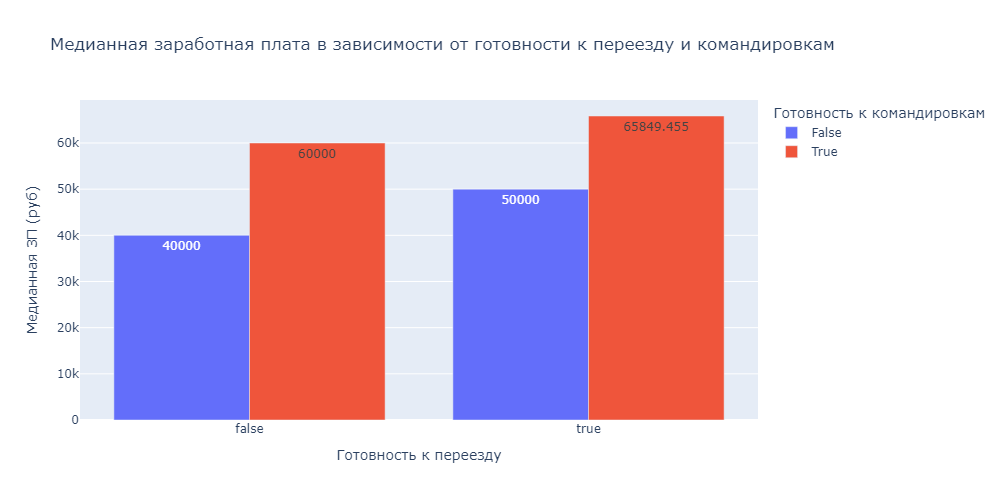 Медианная заработная плата в зависимости от готовности к переезду и командировкам
Готовность к командировкам
False
True
Медианная ЗП (руб)
60k
50k
40k
30k
20k
10k
0
40000
60000
50000
65849.455
false
true
Готовность к переезду